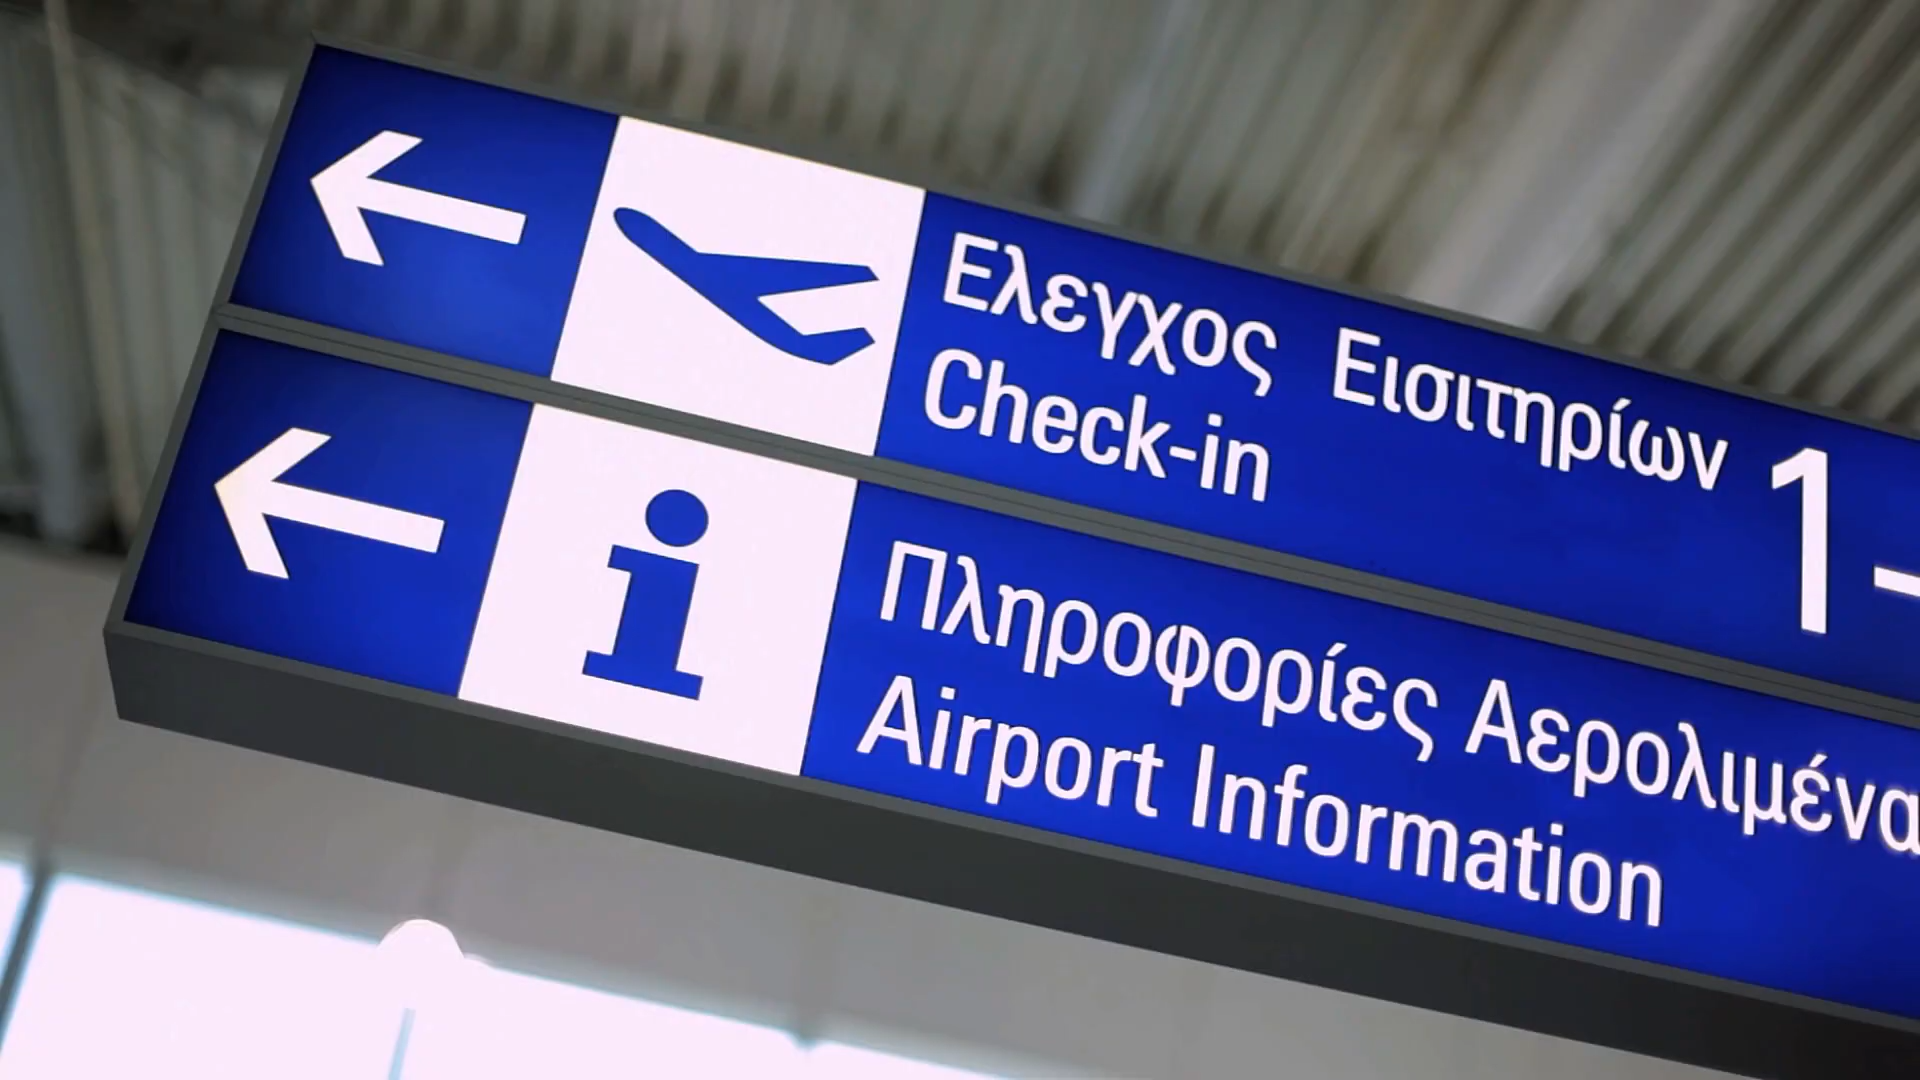 Ελεγχος Εισιτηρίων 1-
Check-in
Πληροφορίες Αερολιμένα
Airport Information